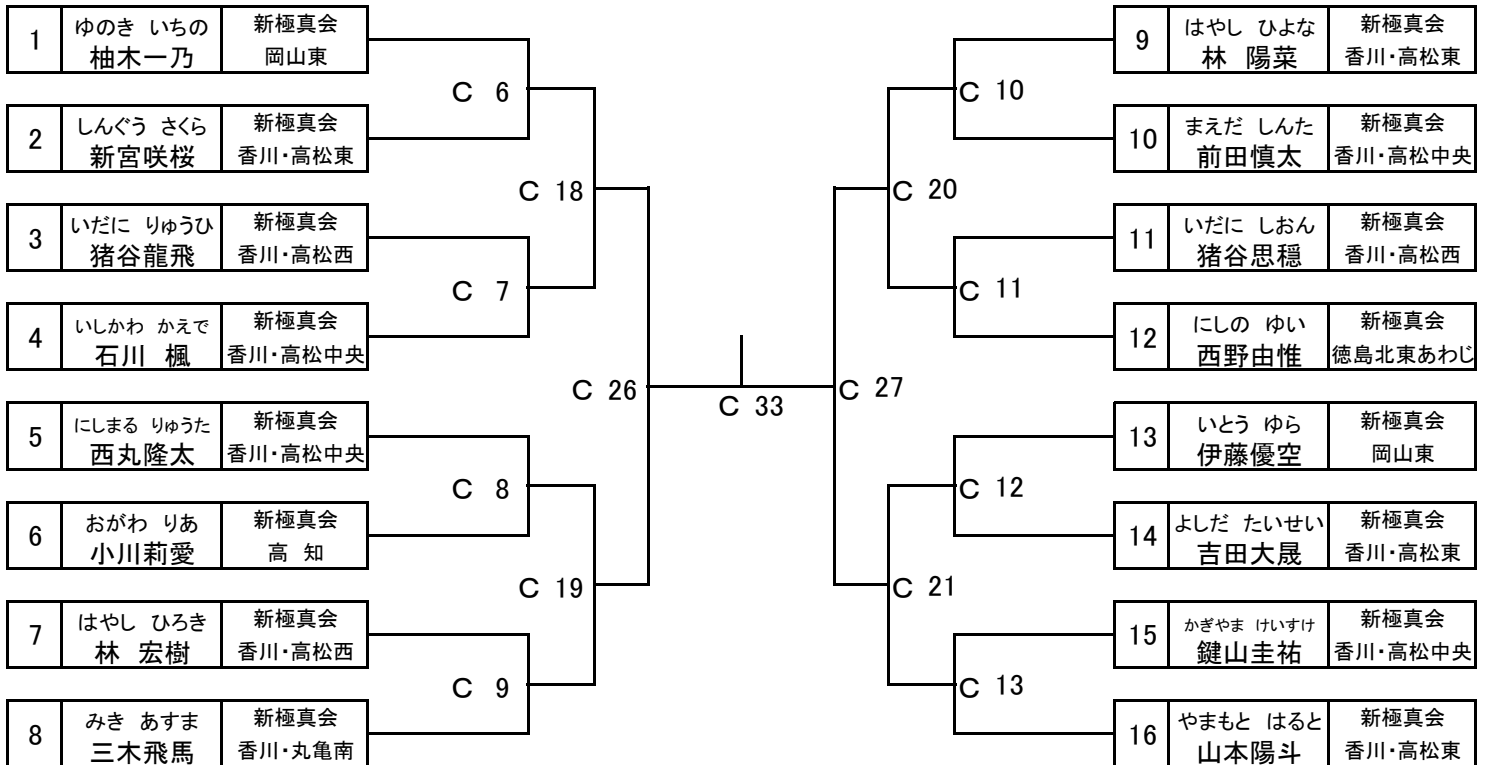 1
ゆのき いちの
柚木一乃
新極真会
岡山東
2
しんぐう さくら
新宮咲桜
新極真会
香川・高松東
3
いだに りゅうひ
猪谷龍飛
新極真会
香川・高松西
4
いしかわ かえで
石川 楓
新極真会
香川・高松中央
5
にしまる りゅうた
西丸隆太
新極真会
香川・高松中央
6
おがわ りあ
小川莉愛
新極真会
高 知
7
はやし ひろき
林 宏樹
新極真会
香川・高松西
8
みき あすま
三木飛馬
新極真会
香川・丸亀南
C 6
C 7
C 8
C 9
C 18
C 19
C 26
C 33
C 27
C 20
C 21
C 10
C 11
C 12
C 13
9
はやし ひよな
林 陽菜
新極真会
香川・高松東
10
まえだ しんた
前田慎太
新極真会
香川・高松中央
11
いだに しおん
猪谷思穏
新極真会
香川・高松西
12
にしの ゆい
西野由惟
新極真会
徳島北東あわじ
13
いとう ゆら
伊藤優空
新極真会
岡山東
14
よしだ たいせい
吉田大晟
新極真会
香川・高松東
15
かぎやま けいすけ
鍵山圭祐
新極真会
香川・高松中央
16
やまもと はると
山本陽斗
新極真会
香川・高松東